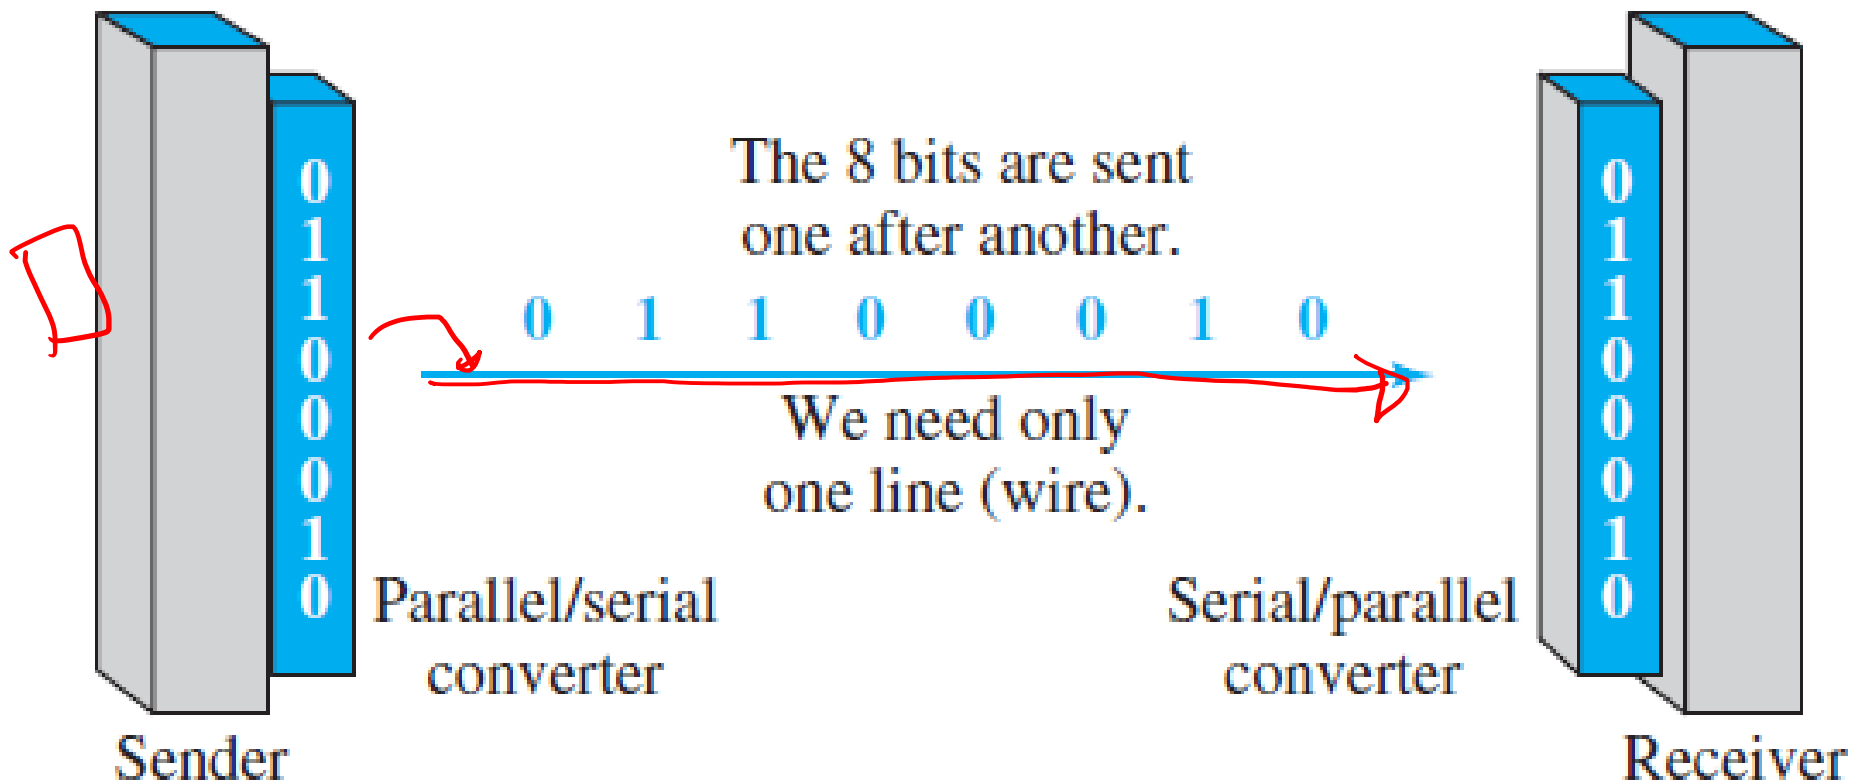 The 8 bits are sent
one after another.
0 1 1 0 0 0 1 0
We need only
one line (wire).
0
1
1
0
0
0
1
0
Parallel/serial
converter
Sender
0
1
1
0
0
0
1
0
Serial/parallel
converter
Receiver